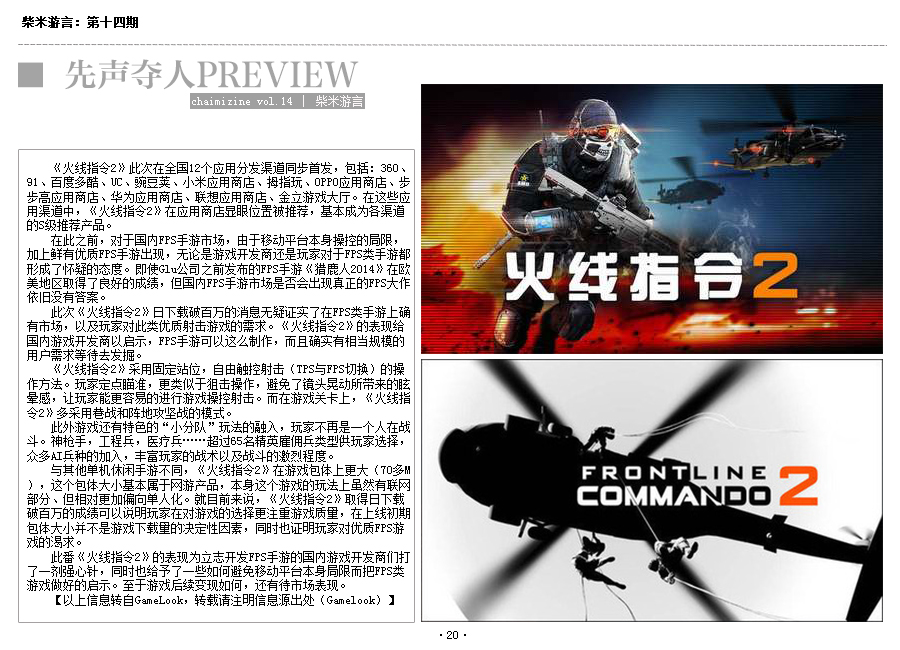 柴米游言：第十四期
先声夺人PREVIEW
chaimizine vol.14 | 柴米游言
《火线指令2》此次在全国12个应用分发渠道同步首发，包括：360、
91、百度多酷、UC、豌豆荚、小米应用商店、拇指玩、OPPO应用商店、步
步高应用商店、华为应用商店、联想应用商店、金立游戏大厅。在这些应
用渠道中，《火线指令2》在应用商店显眼位置被推荐，基本成为各渠道
的S级推荐产品。
在此之前，对于国内FPS手游市场，由于移动平台本身操控的局限，
加上鲜有优质FPS手游出现，无论是游戏开发商还是玩家对于FPS类手游都
形成了怀疑的态度。即使Glu公司之前发布的FPS手游《猎鹿人2014》在欧
美地区取得了良好的成绩，但国内FPS手游市场是否会出现真正的FPS大作
依旧没有答案。
此次《火线指令2》日下载破百万的消息无疑证实了在FPS类手游上确
有市场，以及玩家对此类优质射击游戏的需求。《火线指令2》的表现给
国内游戏开发商以启示，FPS手游可以这么制作，而且确实有相当规模的
用户需求等待去发掘。
《火线指令2》采用固定站位，自由触控射击（TPS与FPS切换）的操
作方法。玩家定点瞄准，更类似于狙击操作，避免了镜头晃动所带来的眩
晕感，让玩家能更容易的进行游戏操控射击。而在游戏关卡上，《火线指
令2》多采用巷战和阵地攻坚战的模式。
此外游戏还有特色的“小分队”玩法的融入，玩家不再是一个人在战
斗。神枪手，工程兵，医疗兵……超过65名精英雇佣兵类型供玩家选择，
众多AI兵种的加入，丰富玩家的战术以及战斗的激烈程度。
与其他单机休闲手游不同，《火线指令2》在游戏包体上更大（70多M
），这个包体大小基本属于网游产品，本身这个游戏的玩法上虽然有联网
部分、但相对更加偏向单人化。就目前来说，《火线指令2》取得日下载
破百万的成绩可以说明玩家在对游戏的选择更注重游戏质量，在上线初期
包体大小并不是游戏下载量的决定性因素，同时也证明玩家对优质FPS游
戏的渴求。
此番《火线指令2》的表现为立志开发FPS手游的国内游戏开发商们打
了一剂强心针，同时也给予了一些如何避免移动平台本身局限而把FPS类
游戏做好的启示。至于游戏后续变现如何，还有待市场表现。
【以上信息转自GameLook，转载请注明信息源出处（Gamelook）】
火线指令2
FRONTLINE
COMMANDO 2
·20·